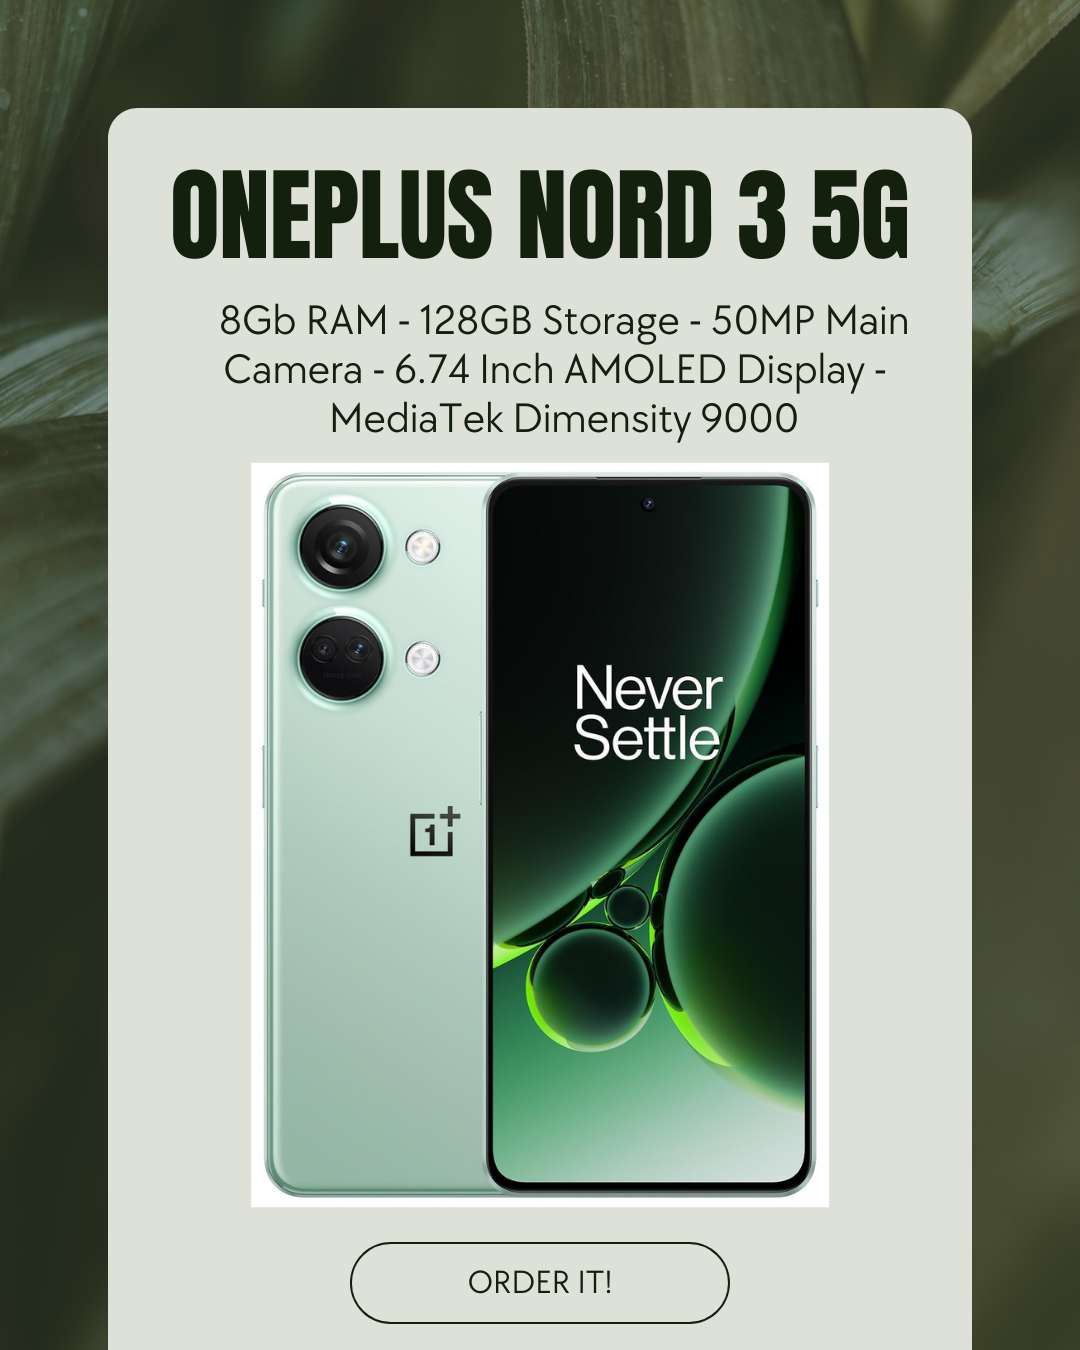 ONEPLUS NORD 3 5G
8Gb RAM - 128GB Storage - 50MP Main
Camera - 6.74 Inch AMOLED Display -
MediaTek Dimensity 9000
Never
Settle
1+
ORDER IT!